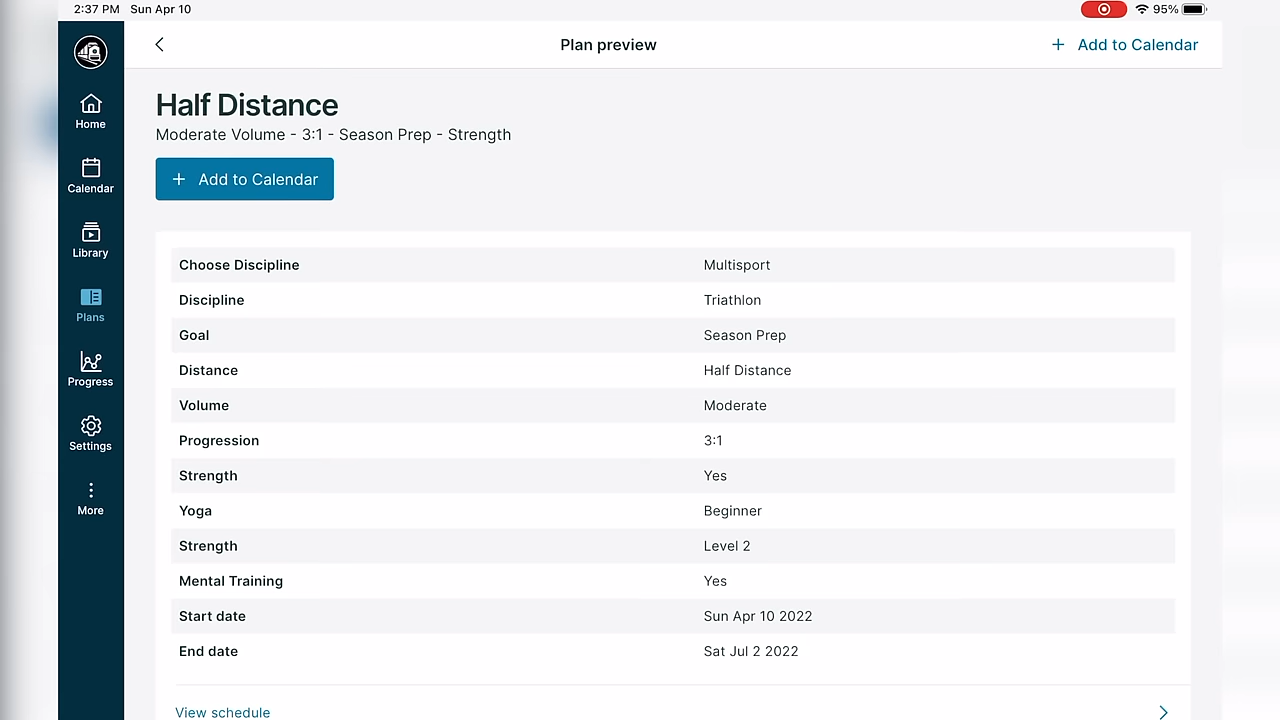 2:37 PM Sun Apr 10 95%
Plan preview
+ Add to Calendar
Home
Calendar
Library
Plans
Progress
Settings
More
Half Distance
Moderate Volume - 3:1 - Season Prep - Strength
+ Add to Calendar
Choose Discipline Multisport
Discipline Triathlon
Goal Season Prep
Distance Half Distance
Volume Moderate
Progression 3:1
Strength Yes
Yoga Beginner
Strength Level 2
Mental Training Yes
Start date Sun Apr 10 2022
End date Sat Jul 2 2022
View schedule